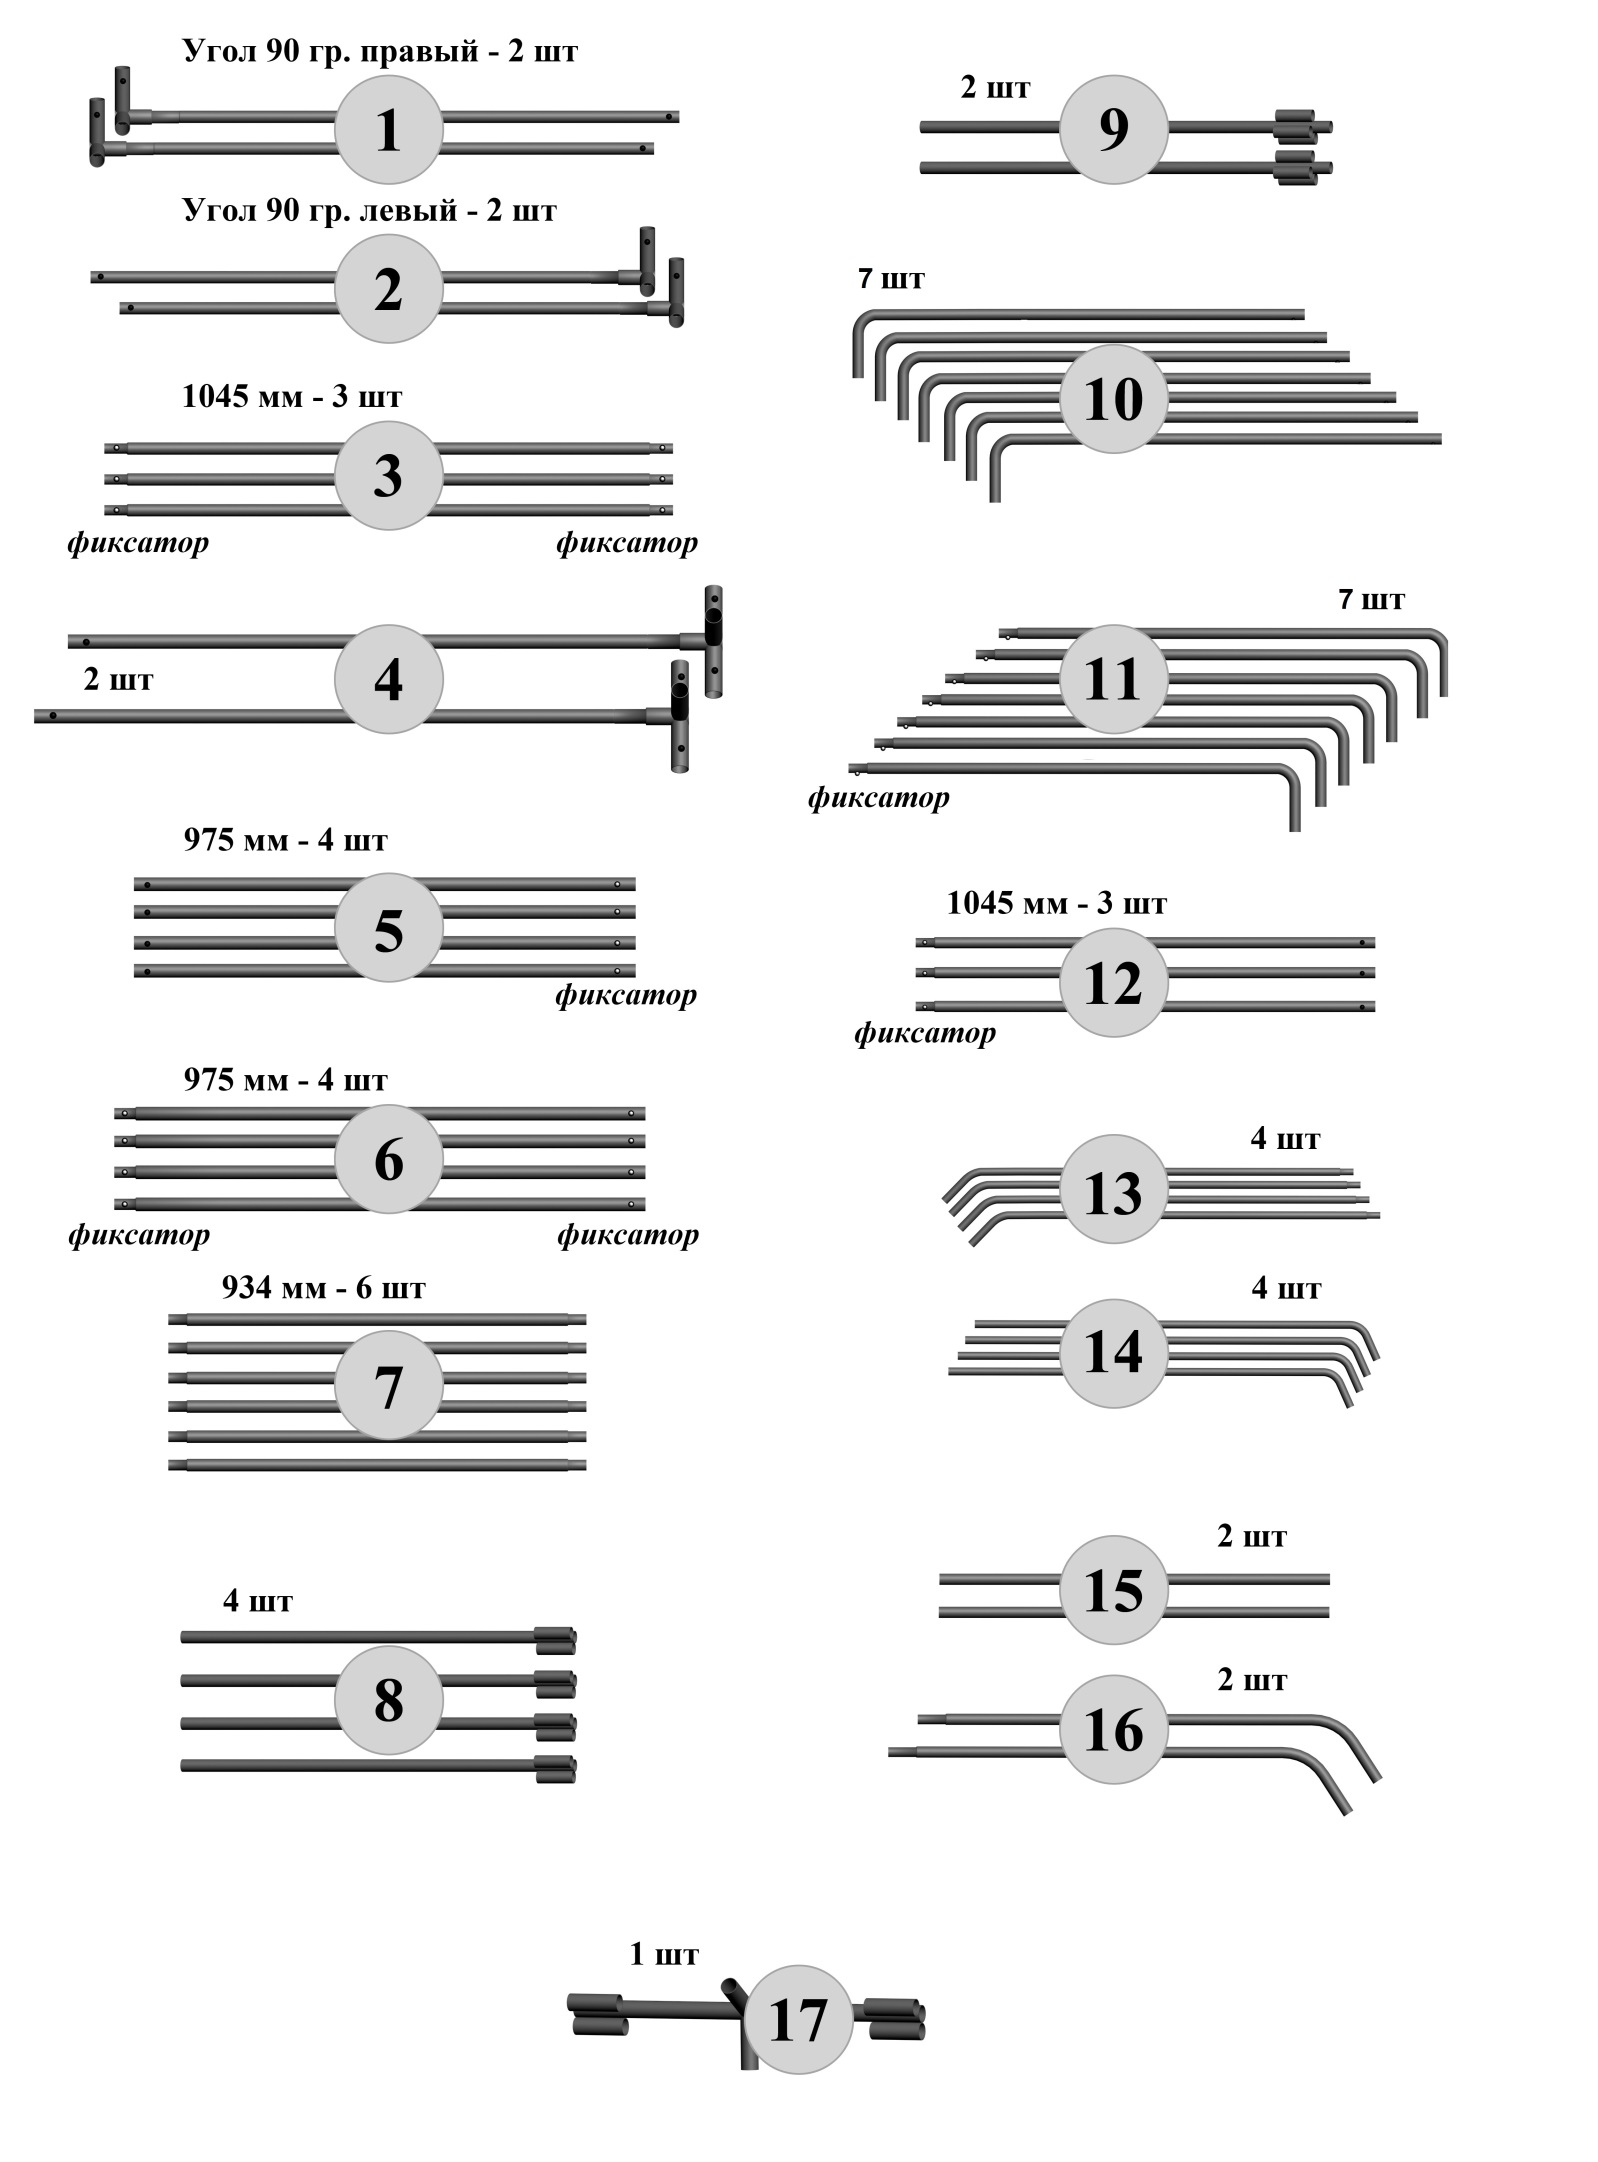 Угол 90 гр. правый - 2 шт
1
Угол 90 гр. левый - 2 шт
2
1045 мм - 3 шт
3
фиксатор фиксатор
2 шт
4
975 мм - 4 шт
5
фиксатор
975 мм - 4 шт
6
фиксатор фиксатор
934 мм - 6 шт
7
4 шт
8
2 шт
9
7 шт
10
7 шт
11
фиксатор
1045 мм - 3 шт
12
фиксатор
4 шт
13
4 шт
14
2 шт
15
2 шт
16
1 шт
17